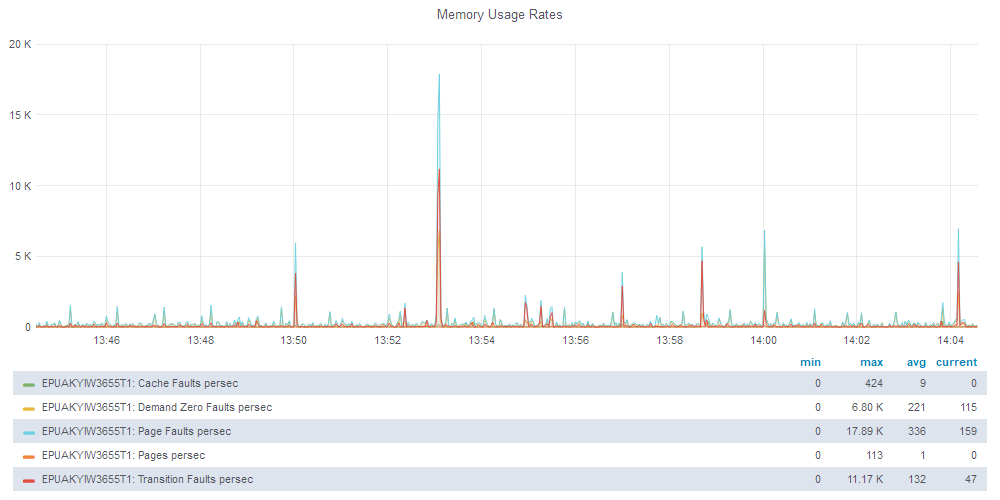 Memory Usage Rates
20 K
15 K
10 K
5 K
0
13:46 13:48 13:50 13:52 13:54 13:56 13:58 14:00 14:02 14:04
min max avg current
EPUAKYIW3655T1: Cache Faults persec 0 424 9 0
EPUAKYIW3655T1: Demand Zero Faults persec 0 6.80 K 221 115
EPUAKYIW3655T1: Page Faults persec 0 17.89 K 336 159
EPUAKYIW3655T1: Pages persec 0 113 1 0
EPUAKYIW3655T1: Transition Faults persec 0 11.17 K 132 47